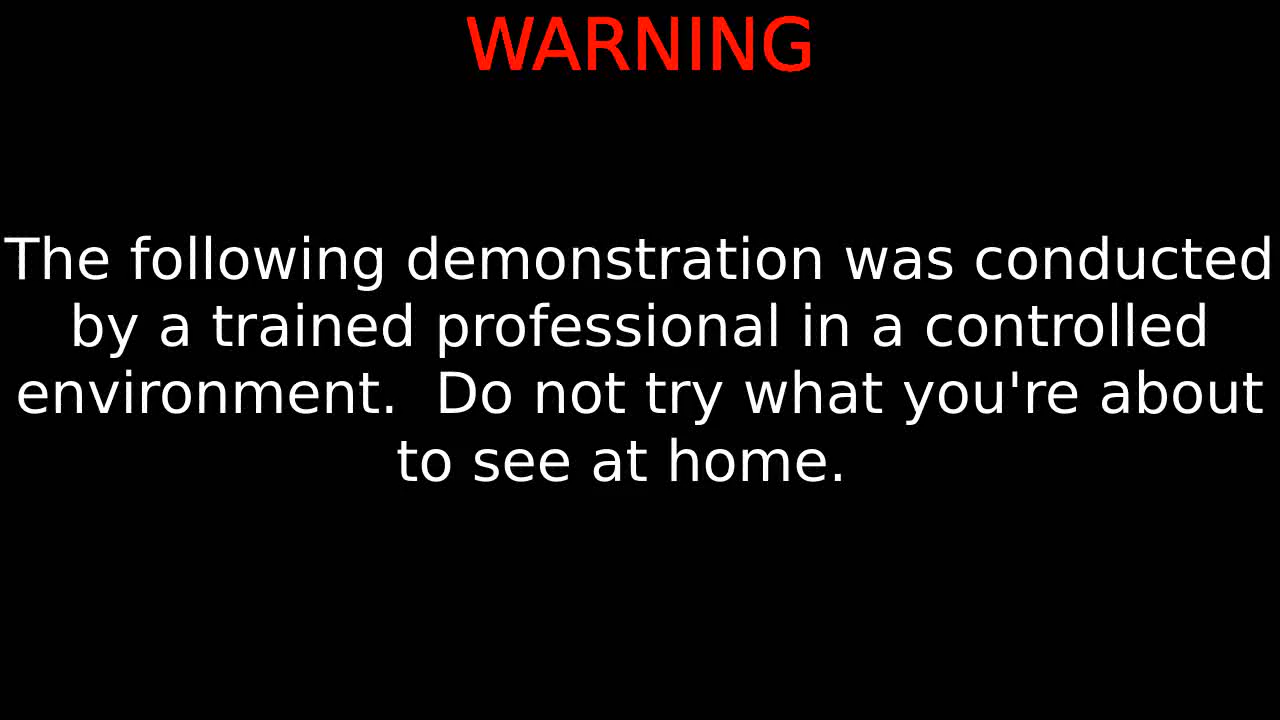 WARNING
The following demonstration was conducted
by a trained professional in a controlled
environment.  Do not try what you're about
to see at home.